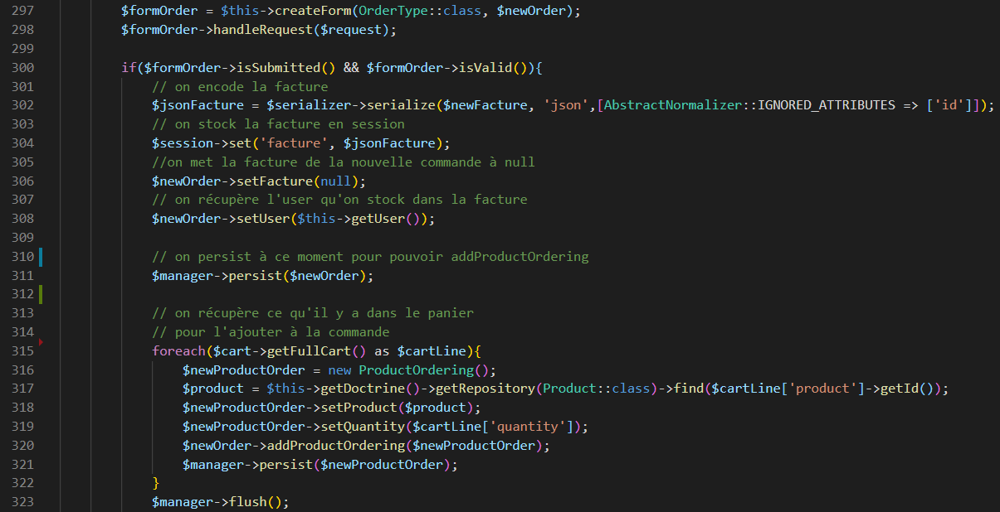 297 $formOrder = $this->createForm(OrderType::class, $newOrder);
298 $formOrder->handleRequest($request);
299
300 if($formOrder->isSubmitted() && $formOrder->isValid()){
301 // on encode la facture
302 $jsonFacture = $serializer->serialize($newFacture, 'json',[AbstractNormalizer::IGNORED_ATTRIBUTES => ['id']]);
303 // on stock la facture en session
304 $session->set('facture', $jsonFacture);
305 //on met la facture de la nouvelle commande à null
306 $newOrder->setFacture(null);
307 // on récupère l'user qu'on stock dans la facture
308 $newOrder->setUser($this->getUser());
309
310 // on persist à ce moment pour pouvoir addProductOrdering
311 $manager->persist($newOrder);
312
313 // on récupère ce qu'il y a dans le panier
314 // pour l'ajouter à la commande
315 foreach($cart->getFullCart() as $cartLine){
316 $newProductOrder = new ProductOrdering();
317 $product = $this->getDoctrine()->getRepository(Product::class)->find($cartLine['product']->getId());
318 $newProductOrder->setProduct($product);
319 $newProductOrder->setQuantity($cartLine['quantity']);
320 $newOrder->addProductOrdering($newProductOrder);
321 $manager->persist($newProductOrder);
322 }
323 $manager->flush();